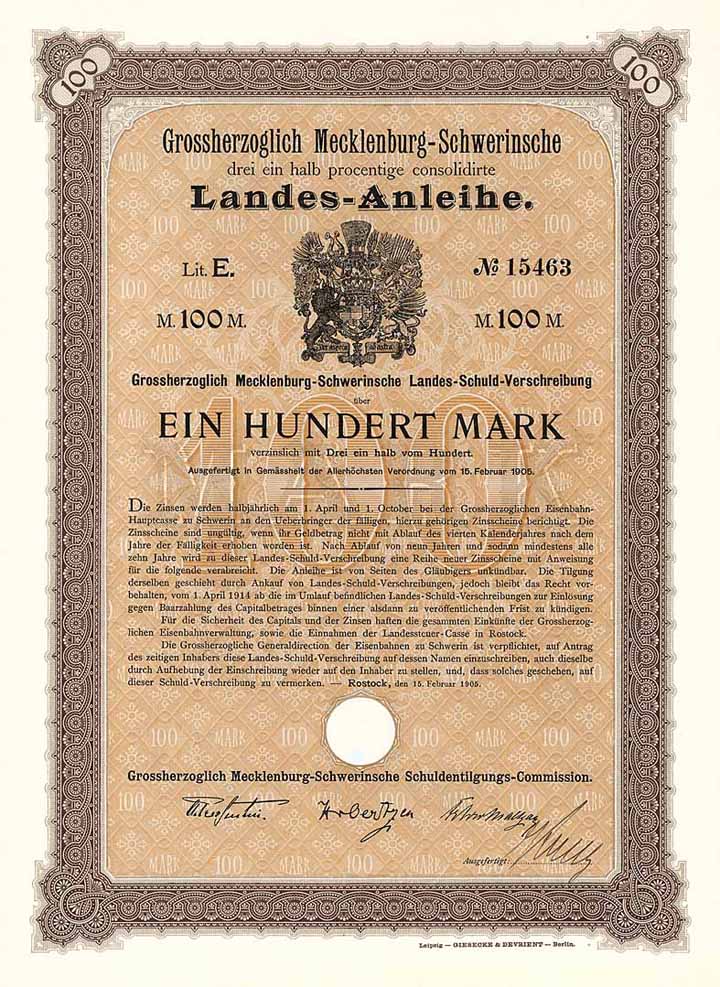 100
100
Grossherzoglich Mecklenburg-Schwerinsche
drei ein halb procentige consolidirte
Landes-Anleihe.
Lit. E.
№ 15463
M. 100 M.
M. 100 M.
Grossherzoglich Mecklenburg-Schwerinsche Landes-Schuld-Verschreibung
über
EIN HUNDERT MARK
verzinslich mit Drei ein halb vom Hundert.
Ausgefertigt in Gemässheit der Allerhöchsten Verordnung vom 15. Februar 1905.
Die Zinsen werden halbjährlich am 1. April und 1. October bei der Grossherzoglichen Eisenbahn-
Hauptcasse zu Schwerin an den Ueberbringer der fälligen, hierzu gehörigen Zinsscheine berichtigt. Die
Zinsscheine sind ungültig, wenn ihr Geldbetrag nicht mit Ablauf des vierten Kalenderjahres nach dem
Jahre der Fälligkeit erhoben worden ist. Nach Ablauf von neun Jahren und sodann mindestens alle
zehn Jahre wird zu dieser Landes-Schuld-Verschreibung eine Reihe neuer Zinsscheine mit Anweisung
für die folgende verabreicht. Die Anleihe ist von Seiten des Gläubigers unkündbar. Die Tilgung
derselben geschieht durch Ankauf von Landes-Schuld-Verschreibungen, jedoch bleibt das Recht vor-
behalten, vom 1. April 1914 ab die im Umlauf befindlichen Landes-Schuld-Verschreibungen zur Einlösung
gegen Baarzahlung des Capitalbetrages binnen einer alsdann zu veröffentlichenden Frist zu kündigen.
Für die Sicherheit des Capitals und der Zinsen haften die gesammten Einkünfte der Grossherzog-
lichen Eisenbahnverwaltung, sowie die Einnahmen der Landessteuer-Casse in Rostock.
Die Grossherzogliche Generaldirection der Eisenbahnen zu Schwerin ist verpflichtet, auf Antrag
des zeitigen Inhabers diese Landes-Schuld-Verschreibung auf dessen Namen einzuschreiben, auch dieselbe
durch Aufhebung der Einschreibung wieder auf den Inhaber zu stellen, und, dass solches geschehen, auf
dieser Schuld-Verschreibung zu vermerken. — Rostock, den 15. Februar 1905.
Grossherzoglich Mecklenburg-Schwerinsche Schuldentilgungs-Commission.
Ausgefertigt:
Leipzig — GIESECKE & DEVRIENT — Berlin.